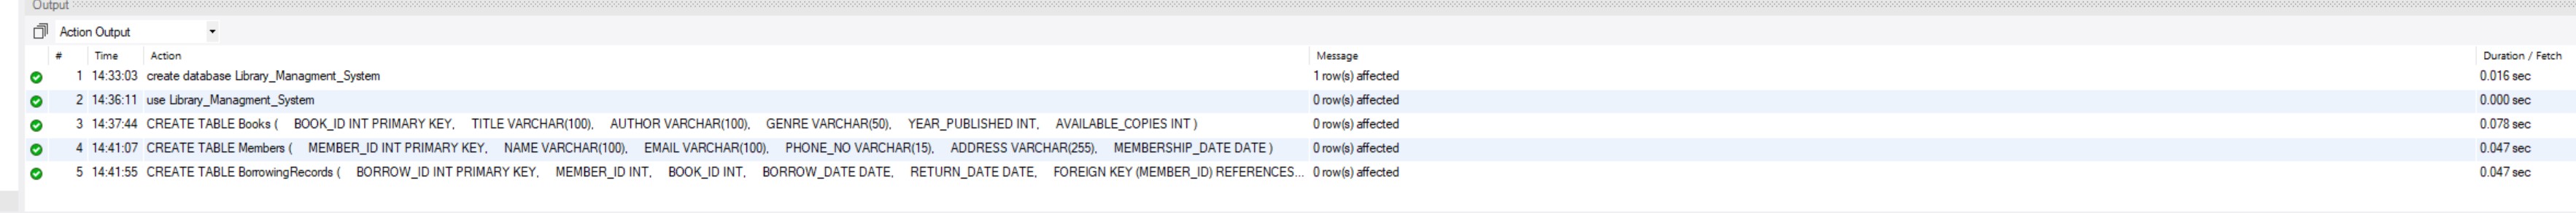 Output
Action Output
# Time Action Message Duration / Fetch
1 14:33:03 create database Library_Managment_System 1 row(s) affected 0.016 sec
2 14:36:11 use Library_Managment_System 0 row(s) affected 0.000 sec
3 14:37:44 CREATE TABLE Books ( BOOK_ID INT PRIMARY KEY, TITLE VARCHAR(100), AUTHOR VARCHAR(100), GENRE VARCHAR(50), YEAR_PUBLISHED INT, AVAILABLE_COPIES INT ) 0 row(s) affected 0.078 sec
4 14:41:07 CREATE TABLE Members ( MEMBER_ID INT PRIMARY KEY, NAME VARCHAR(100), EMAIL VARCHAR(100), PHONE_NO VARCHAR(15), ADDRESS VARCHAR(255), MEMBERSHIP_DATE DATE ) 0 row(s) affected 0.047 sec
5 14:41:55 CREATE TABLE BorrowingRecords ( BORROW_ID INT PRIMARY KEY, MEMBER_ID INT, BOOK_ID INT, BORROW_DATE DATE, RETURN_DATE DATE, FOREIGN KEY (MEMBER_ID) REFERENCES... 0 row(s) affected 0.047 sec